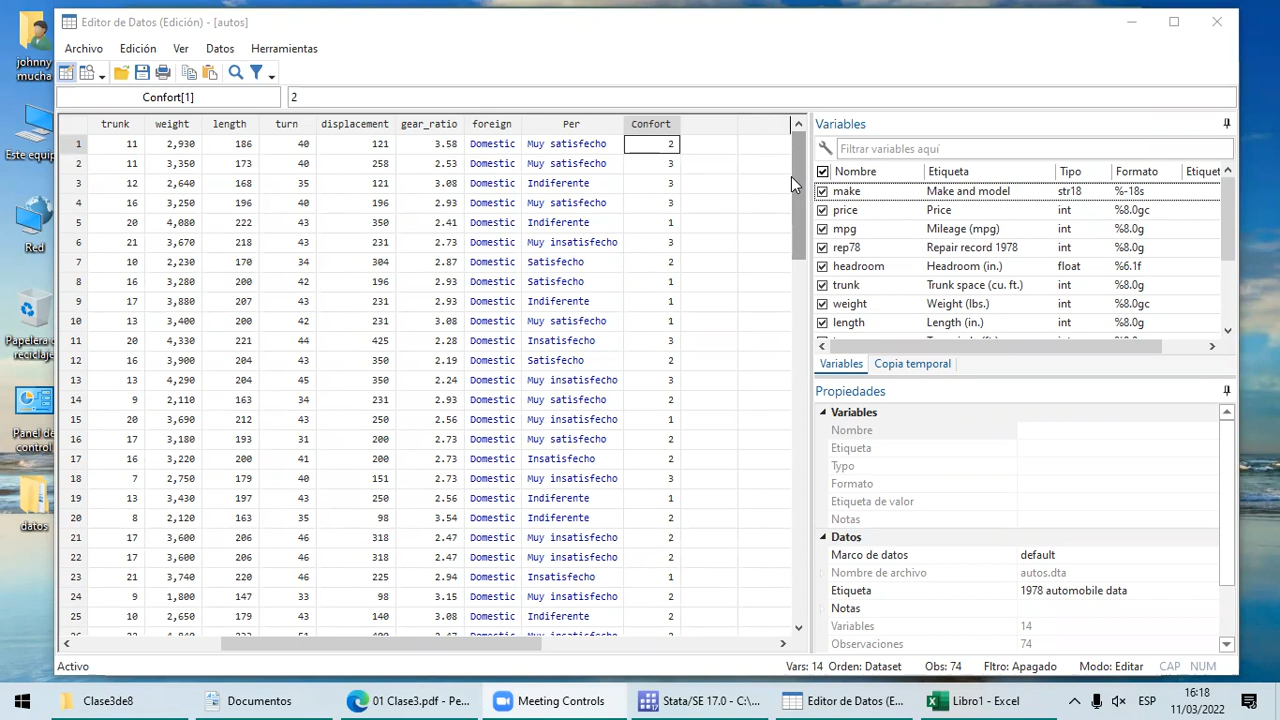 Editor de Datos (Edición) - [autos]
Archivo Edición Ver Datos Herramientas
Confort[1] 2
trunk weight length turn displacement gear_ratio foreign Per Confort
1 11 2,930 186 40 121 3.58 Domestic Muy satisfecho 2
2 11 3,350 173 40 258 2.53 Domestic Muy satisfecho 3
3 12 2,640 168 35 121 3.08 Domestic Indiferente 3
4 16 3,250 196 40 196 2.93 Domestic Muy satisfecho 3
5 20 4,080 222 43 350 2.41 Domestic Indiferente 1
6 21 3,670 218 43 231 2.73 Domestic Muy insatisfecho 3
7 10 2,230 170 34 304 2.87 Domestic Satisfecho 2
8 16 3,280 200 42 196 2.93 Domestic Satisfecho 1
9 17 3,880 207 43 231 2.93 Domestic Indiferente 1
10 13 3,400 200 42 231 3.08 Domestic Muy satisfecho 1
11 20 4,330 221 44 425 2.28 Domestic Insatisfecho 3
12 16 3,900 204 43 350 2.19 Domestic Satisfecho 2
13 13 4,290 204 45 350 2.24 Domestic Muy insatisfecho 3
14 9 2,110 163 34 231 2.93 Domestic Muy satisfecho 2
15 20 3,690 212 43 250 2.56 Domestic Muy insatisfecho 1
16 17 3,180 193 31 200 2.73 Domestic Muy satisfecho 2
17 16 3,220 200 41 200 2.73 Domestic Insatisfecho 2
18 7 2,750 179 40 151 2.73 Domestic Muy insatisfecho 3
19 13 3,430 197 43 250 2.56 Domestic Indiferente 1
20 8 2,120 163 35 98 3.54 Domestic Indiferente 2
21 17 3,600 206 46 318 2.47 Domestic Muy insatisfecho 2
22 17 3,600 206 46 318 2.47 Domestic Muy insatisfecho 2
23 21 3,740 220 46 225 2.94 Domestic Insatisfecho 1
24 9 1,800 147 33 98 3.15 Domestic Muy insatisfecho 2
25 10 2,650 179 43 140 3.08 Domestic Indiferente 2
Variables
Filtrar variables aquí
Nombre Etiqueta Tipo Formato Etiquet
make Make and model str18 %-18s
price Price int %8.0gc
mpg Mileage (mpg) int %8.0g
rep78 Repair record 1978 int %8.0g
headroom Headroom (in.) float %6.1f
trunk Trunk space (cu. ft.) int %8.0g
weight Weight (lbs.) int %8.0gc
length Length (in.) int %8.0g
Variables Copia temporal
Propiedades
Variables
Nombre
Etiqueta
Typo
Formato
Etiqueta de valor
Notas
Datos
Marco de datos default
Nombre de archivo autos.dta
Etiqueta 1978 automobile data
Notas
Variables 14
Observaciones 74
Activo Vars: 14 Orden: Dataset Obs: 74 Fltro: Apagado Modo: Editar CAP NUM
johnny
mucha
Este equip
Red
Papelera d
reciclaj
Panel de
control
datos
Clase3de8 Documentos 01 Clase3.pdf - Pe... Meeting Controls Stata/SE 17.0 - C:\... Editor de Datos (E... Libro1 - Excel ESP 16:18
11/03/2022